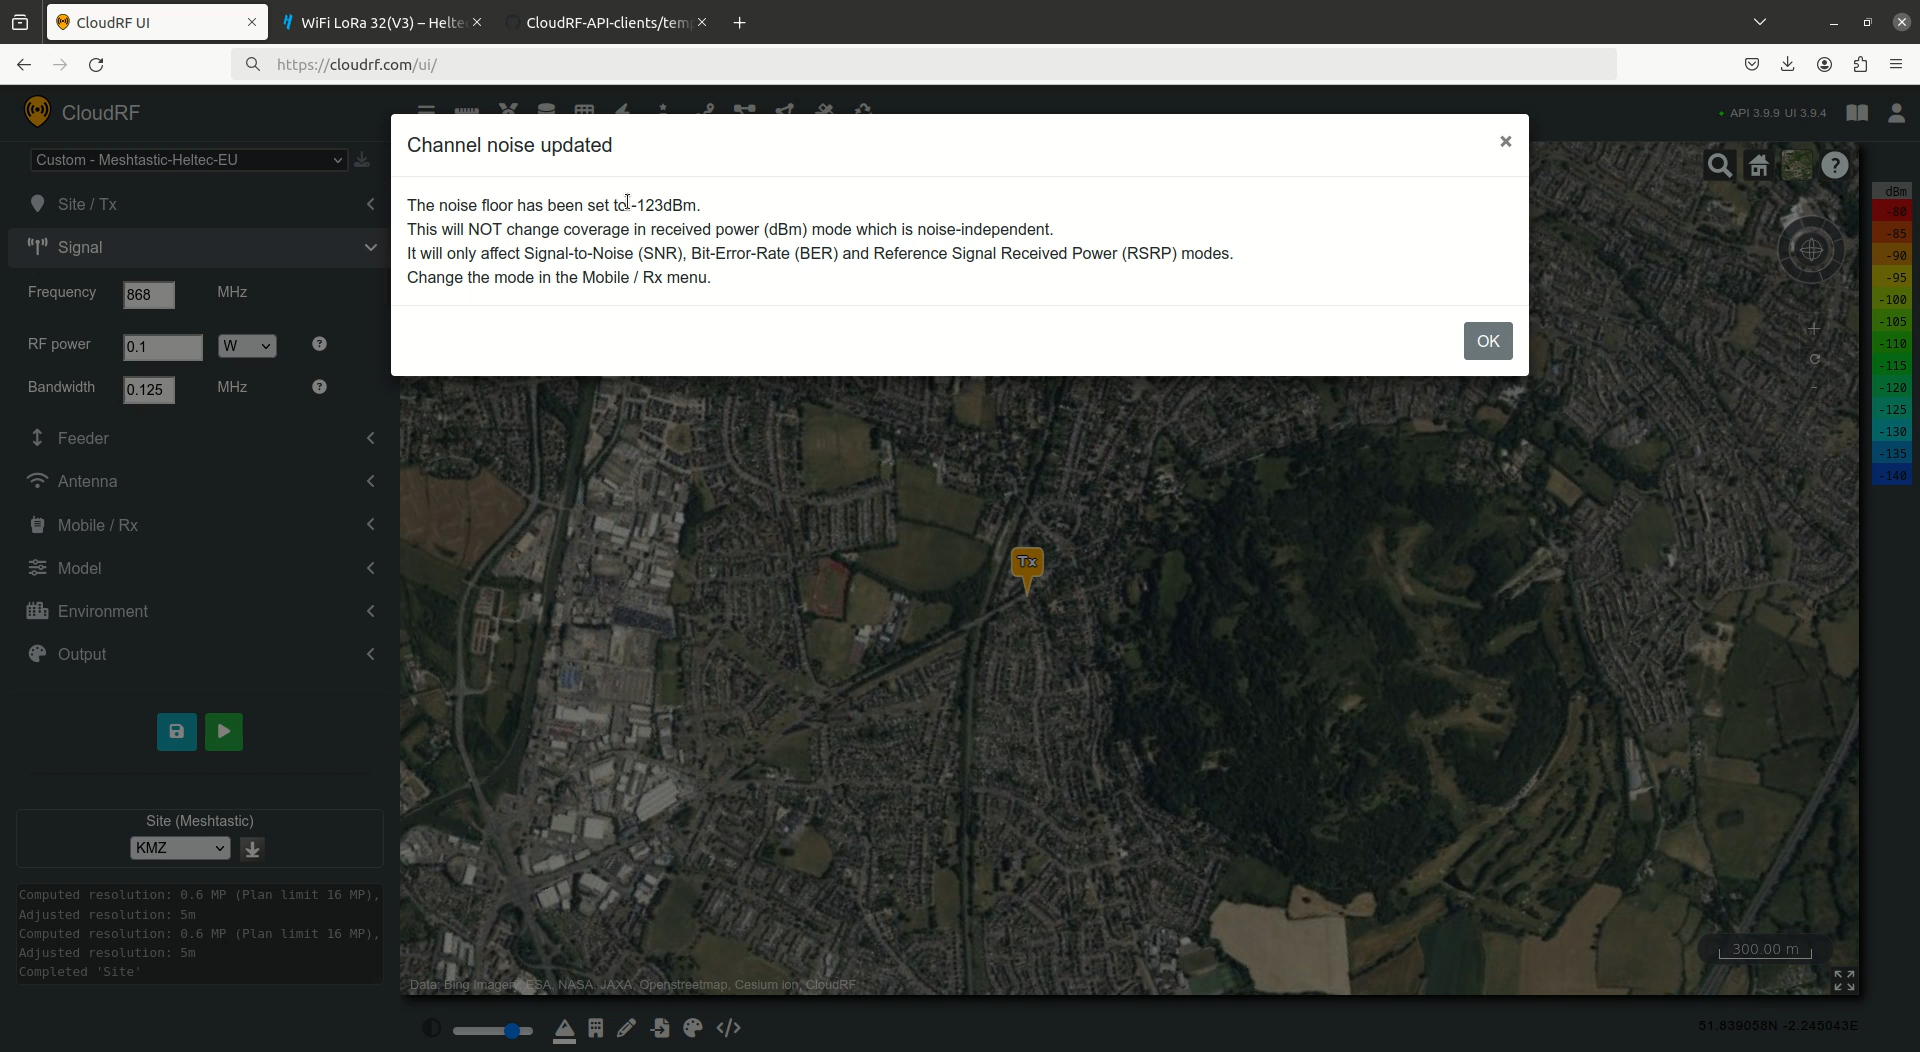 CloudRF UI
WiFi LoRa 32(V3) – Helte
CloudRF-API-clients/tem
https://cloudrf.com/ui/
CloudRF
API 3.9.9 UI 3.9.4
Channel noise updated
The noise floor has been set to -123dBm.
This will NOT change coverage in received power (dBm) mode which is noise-independent.
It will only affect Signal-to-Noise (SNR), Bit-Error-Rate (BER) and Reference Signal Received Power (RSRP) modes.
Change the mode in the Mobile / Rx menu.
OK
Custom - Meshtastic-Heltec-EU
Site / Tx
Signal
Frequency 868 MHz
RF power 0.1 W
Bandwidth 0.125 MHz
Feeder
Antenna
Mobile / Rx
Model
Environment
Output
Site (Meshtastic)
KMZ
Computed resolution: 0.6 MP (Plan limit 16 MP),
Adjusted resolution: 5m
Computed resolution: 0.6 MP (Plan limit 16 MP),
Adjusted resolution: 5m
Completed 'Site'
Tx
dBm
-80
-85
-90
-95
-100
-105
-110
-115
-120
-125
-130
-135
-140
300.00 m
Data: Bing Imagery, ESA, NASA, JAXA, Openstreetmap, Cesium ion, CloudRF
51.839058N -2.245043E